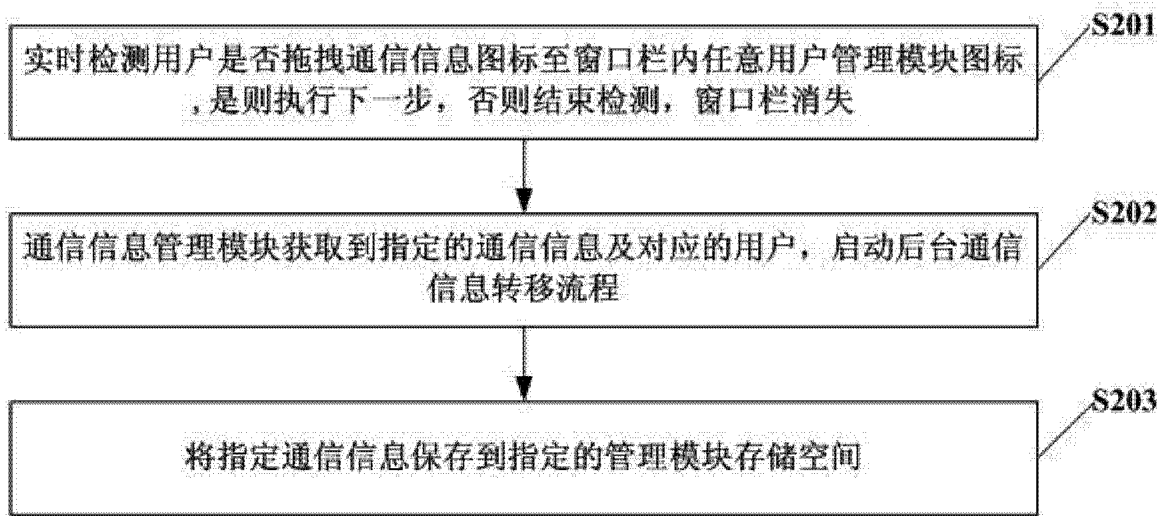 S201
实时检测用户是否拖拽通信信息图标至窗口栏内任意用户管理模块图标
，是则执行下一步，否则结束检测，窗口栏消失
S202
通信信息管理模块获取到指定的通信信息及对应的用户，启动后台通信
信息转移流程
S203
将指定通信信息保存到指定的管理模块存储空间